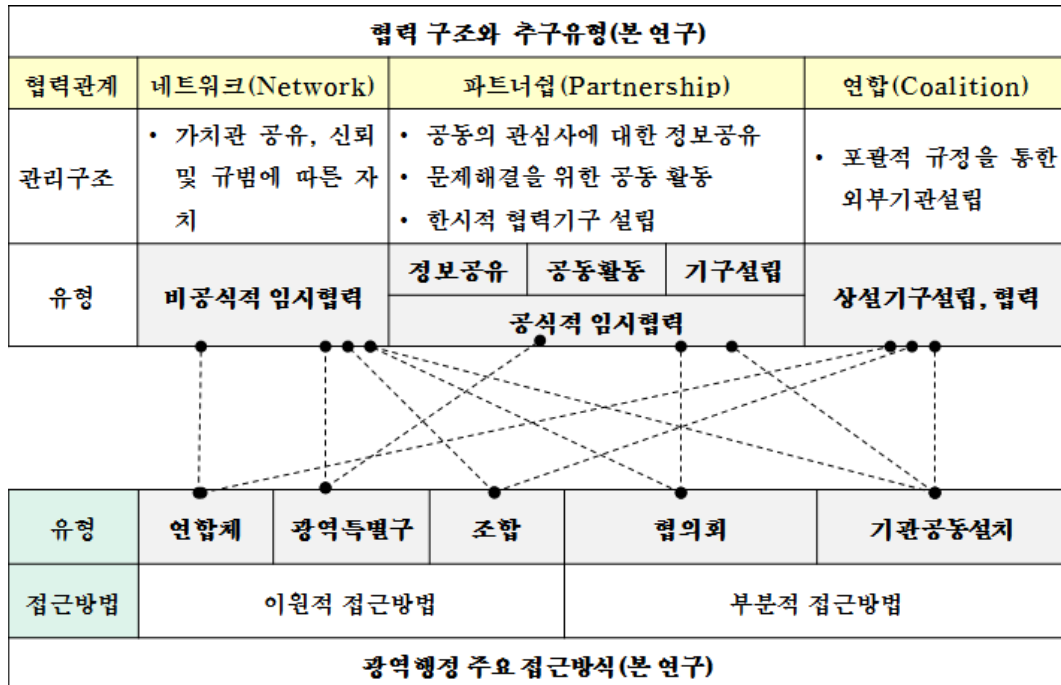 협력 구조와 추구유형(본 연구)
협력관계
네트워크(Network)
파트너쉽(Partnership)
연합(Coalition)
관리구조
• 가치관 공유, 신뢰
및 규범에 따른 자
치
• 공동의 관심사에 대한 정보공유
• 문제해결을 위한 공동 활동
• 한시적 협력기구 설립
• 포괄적 규정을 통한
외부기관설립
유형
비공식적 임시협력
정보공유
공동활동
기구설립
공식적 임시협력
상설기구설립, 협력
유형
연합체
광역특별구
조합
협의회
기관공동설치
접근방법
이원적 접근방법
부분적 접근방법
광역행정 주요 접근방식(본 연구)